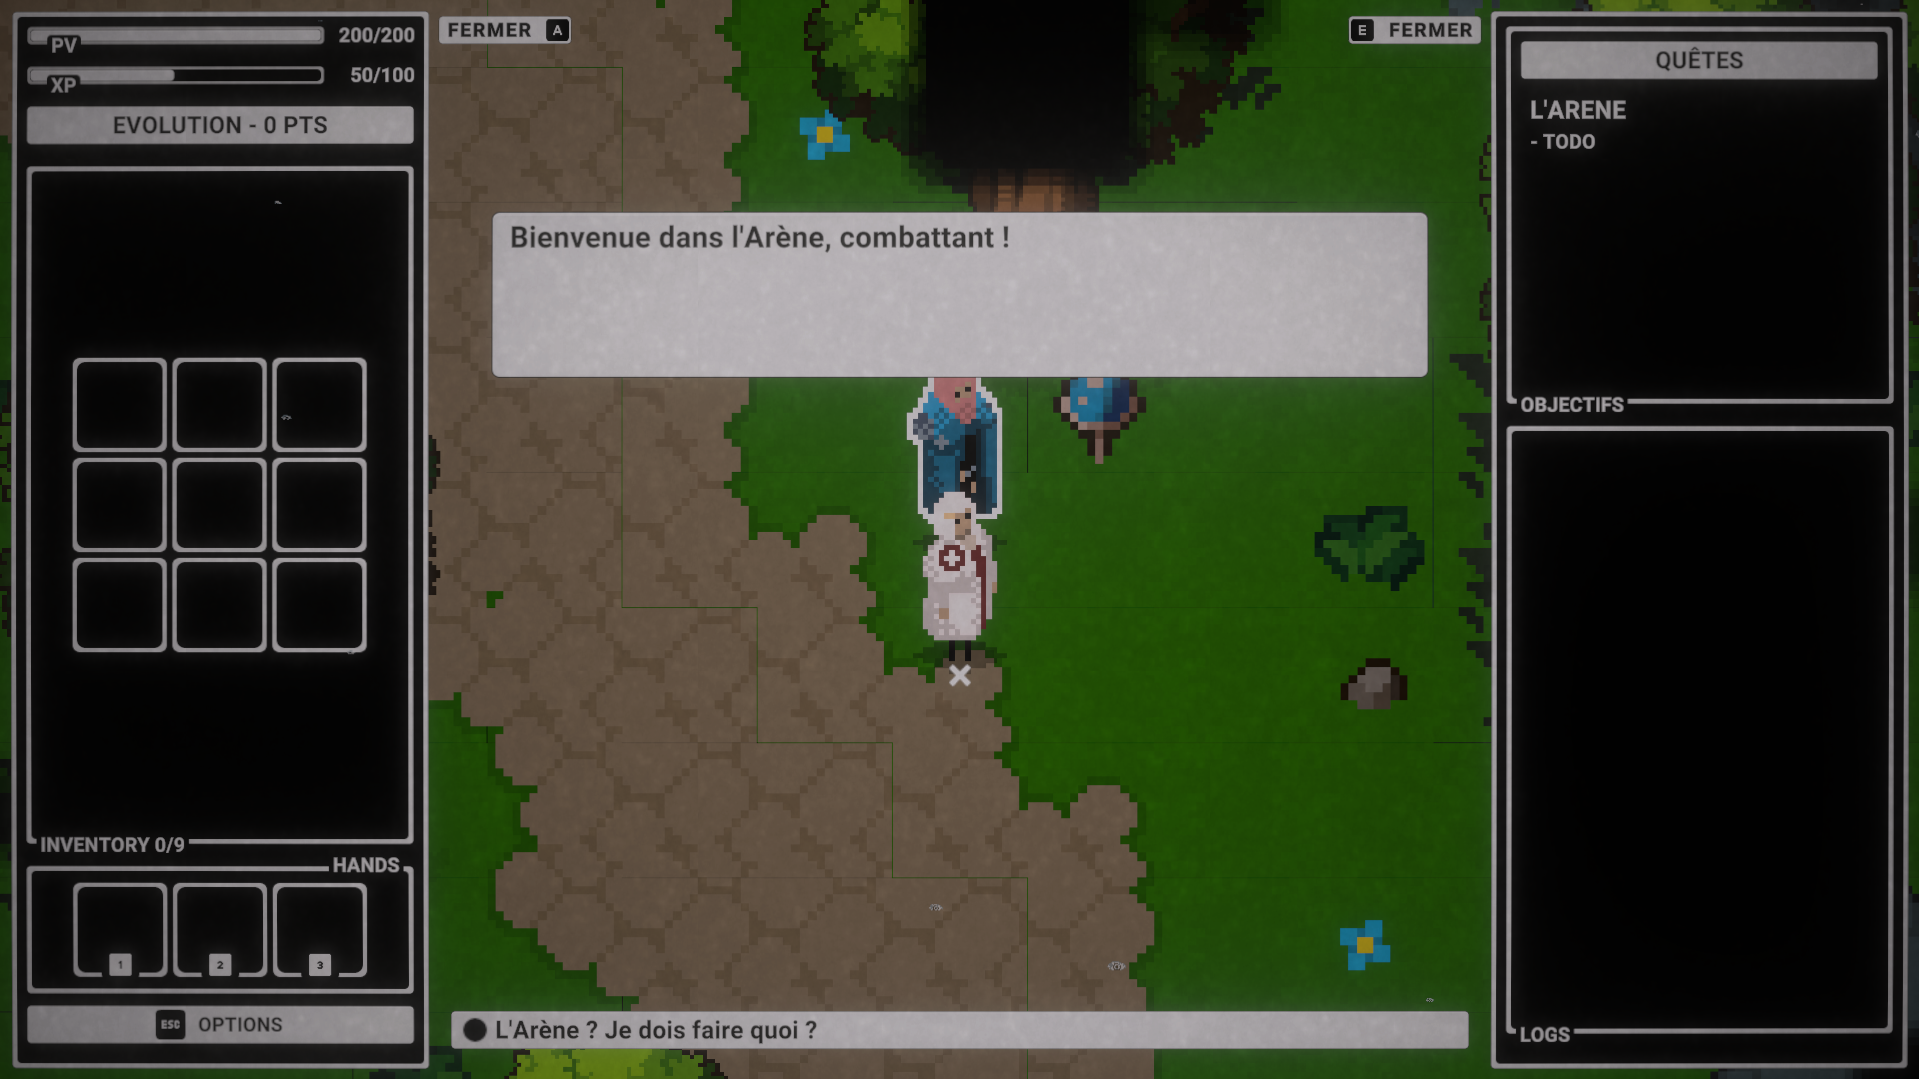 PV 200/200
XP 50/100
EVOLUTION - 0 PTS
INVENTORY 0/9
HANDS
1 2 3
ESC OPTIONS
FERMER A
E FERMER
Bienvenue dans l'Arène, combattant !
L'Arène ? Je dois faire quoi ?
QUÊTES
L'ARENE
- TODO
OBJECTIFS
LOGS